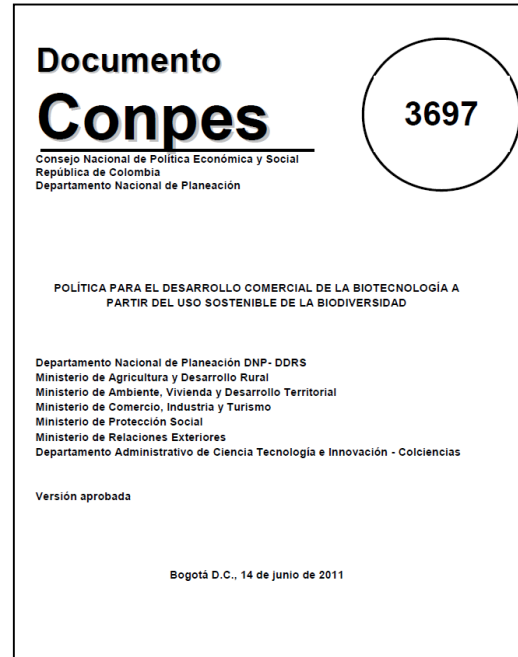 Documento
Conpes
3697
Consejo Nacional de Política Económica y Social
República de Colombia
Departamento Nacional de Planeación
POLÍTICA PARA EL DESARROLLO COMERCIAL DE LA BIOTECNOLOGÍA A
PARTIR DEL USO SOSTENIBLE DE LA BIODIVERSIDAD
Departamento Nacional de Planeación DNP- DDRS
Ministerio de Agricultura y Desarrollo Rural
Ministerio de Ambiente, Vivienda y Desarrollo Territorial
Ministerio de Comercio, Industria y Turismo
Ministerio de Protección Social
Ministerio de Relaciones Exteriores
Departamento Administrativo de Ciencia Tecnología e Innovación - Colciencias
Versión aprobada
Bogotá D.C., 14 de junio de 2011